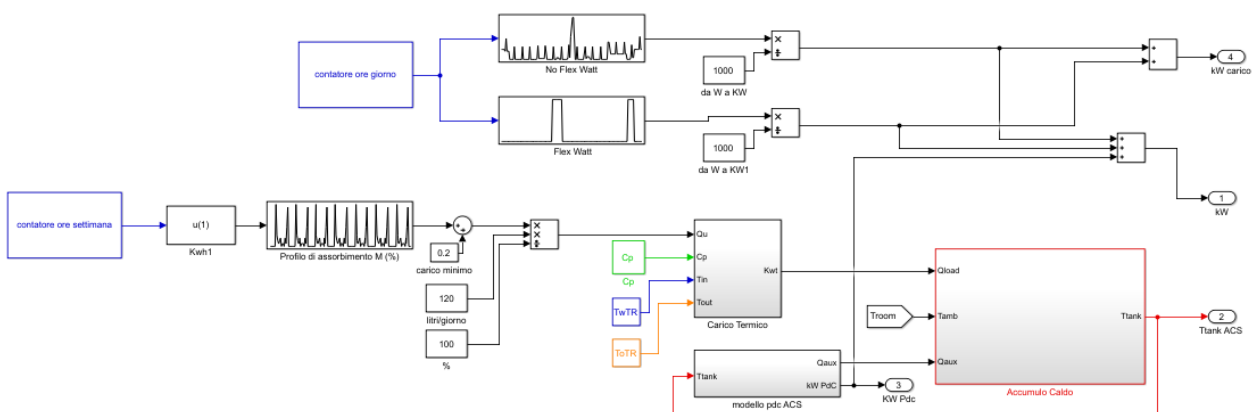 contatore ore giorno
No Flex Watt
×
÷
1000
da W a KW
+
+
4
kW carico
Flex Watt
×
÷
1000
da W a KW1
+
+
+
1
kW
contatore ore settimana
u(1)
Kwh1
Profilo di assorbimento M (%)
+
+
0.2
carico minimo
×
×
÷
120
litri/giorno
100
%
Cp
Cp
TwTR
ToTR
Qu
Cp
Tin
Tout
Kwt
Carico Termico
Troom
Qload
Tamb
Qaux
Ttank
Accumulo Caldo
2
Ttank ACS
Ttank
Qaux
kW PdC
modello pdc ACS
3
KW Pdc